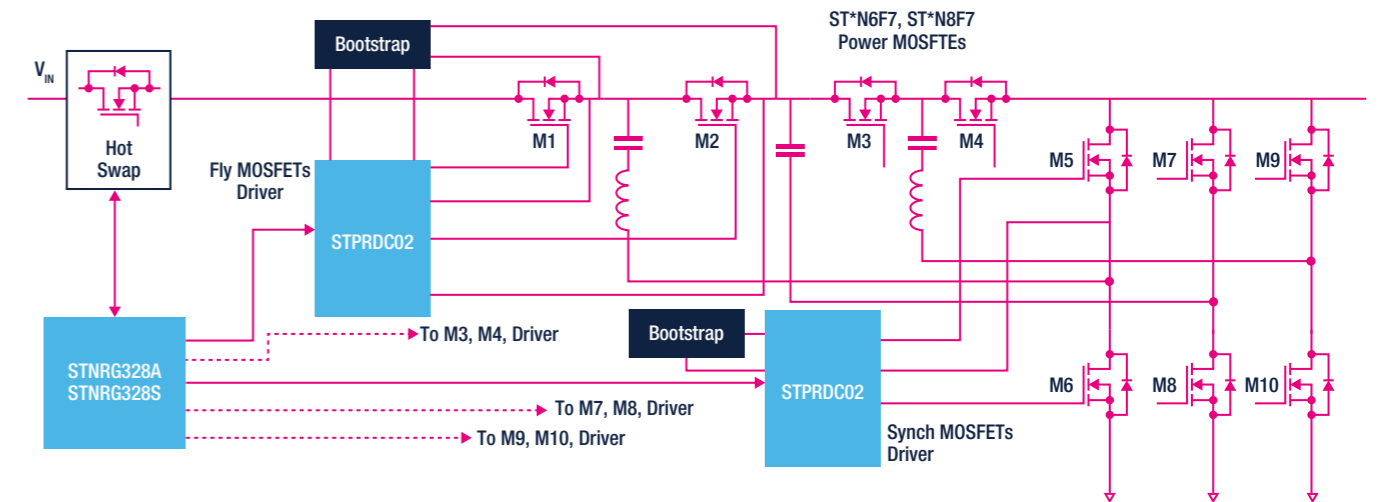 ST*N6F7, ST*N8F7
Power MOSFTEs
Bootstrap
VIN
Hot
Swap
M1
M2
M3
M4
M5
M7
M9
Fly MOSFETs
Driver
STPRDC02
To M3, M4, Driver
Bootstrap
STNRG328A
STNRG328S
STPRDC02
M6
M8
M10
To M7, M8, Driver
To M9, M10, Driver
Synch MOSFETs
Driver